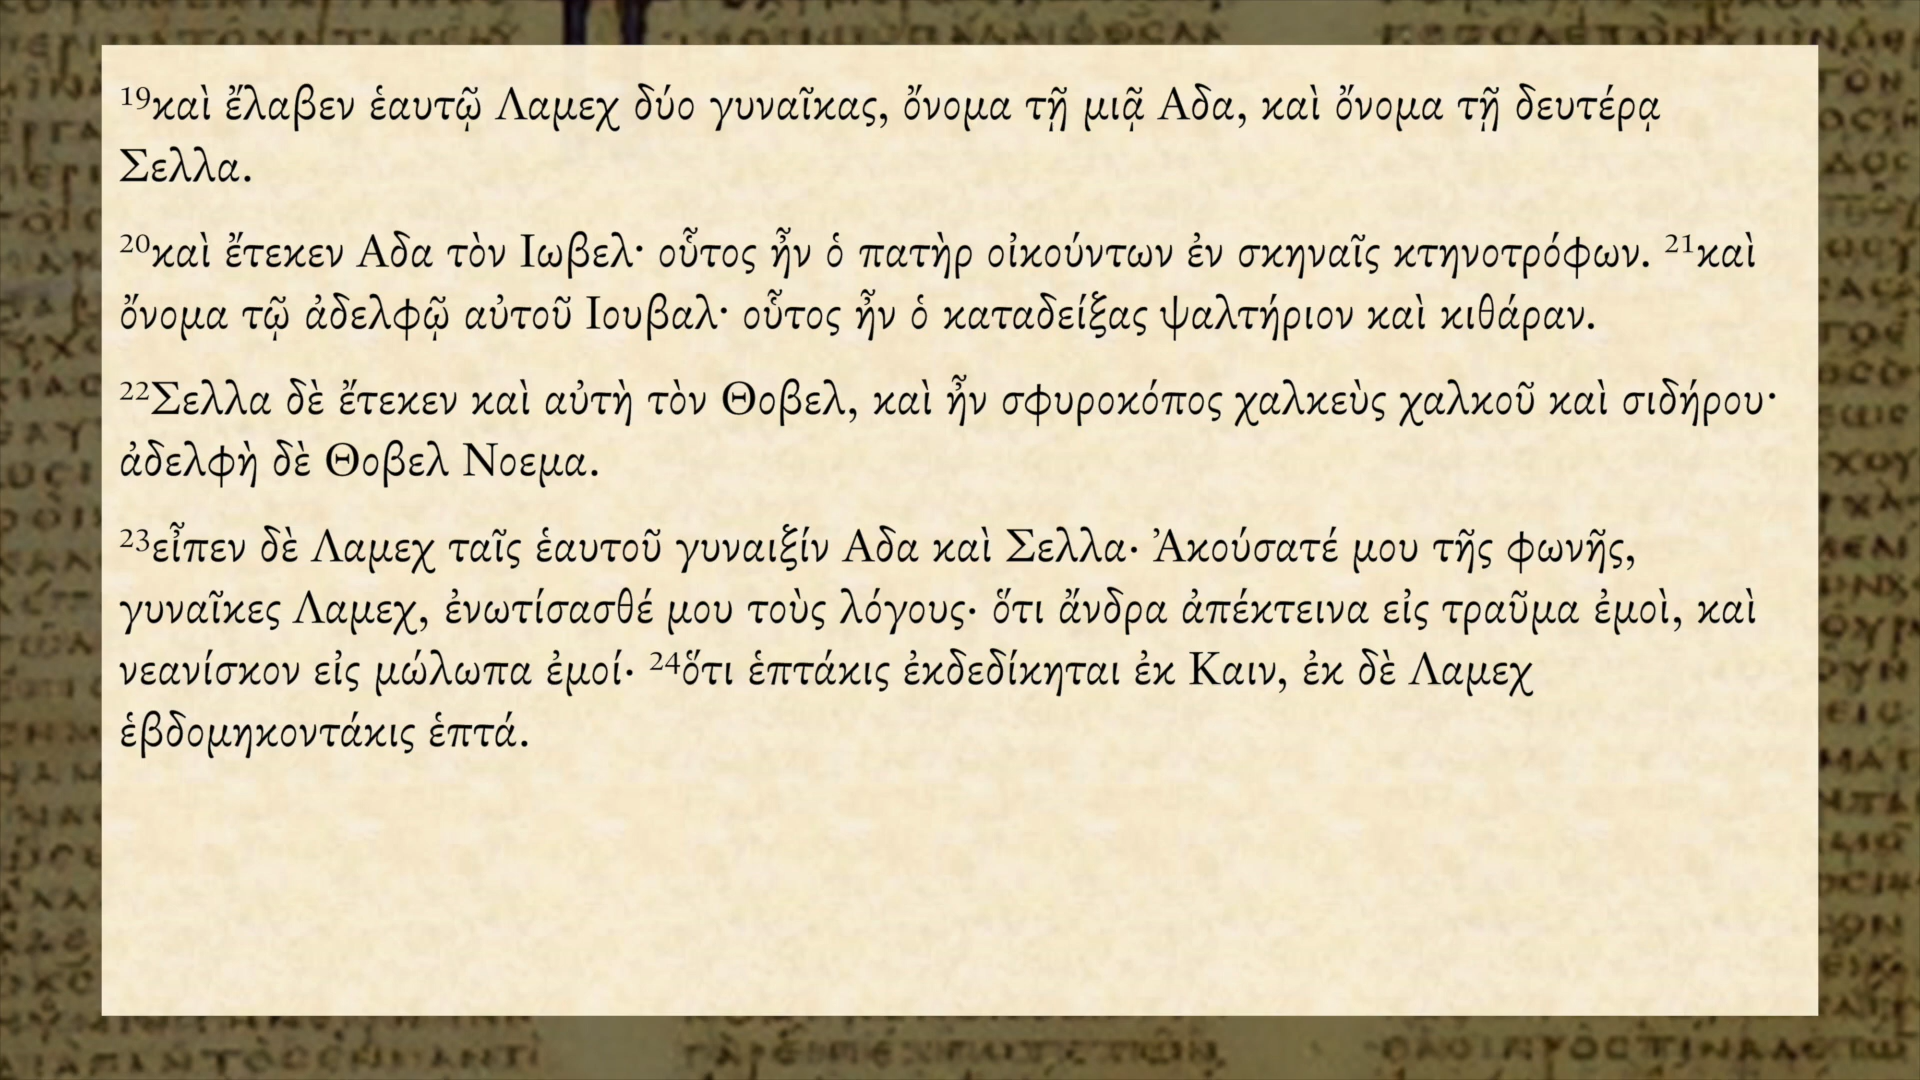 ¹⁹καὶ ἔλαβεν ἑαυτῷ Λαμεχ δύο γυναῖκας, ὄνομα τῇ μιᾷ Αδα, καὶ ὄνομα τῇ δευτέρᾳ
Σελλα.
²⁰καὶ ἔτεκεν Αδα τὸν Ιωβελ· οὗτος ἦν ὁ πατὴρ οἰκούντων ἐν σκηναῖς κτηνοτρόφων. ²¹καὶ
ὄνομα τῷ ἀδελφῷ αὐτοῦ Ιουβαλ· οὗτος ἦν ὁ καταδείξας ψαλτήριον καὶ κιθάραν.
²²Σελλα δὲ ἔτεκεν καὶ αὐτὴ τὸν Θοβελ, καὶ ἦν σφυροκόπος χαλκεὺς χαλκοῦ καὶ σιδήρου·
ἀδελφὴ δὲ Θοβελ Νοεμα.
²³εἶπεν δὲ Λαμεχ ταῖς ἑαυτοῦ γυναιξίν Αδα καὶ Σελλα· Ἀκούσατέ μου τῆς φωνῆς,
γυναῖκες Λαμεχ, ἐνωτίσασθέ μου τοὺς λόγους· ὅτι ἄνδρα ἀπέκτεινα εἰς τραῦμα ἐμοὶ, καὶ
νεανίσκον εἰς μώλωπα ἐμοί· ²⁴ὅτι ἑπτάκις ἐκδεδίκηται ἐκ Καιν, ἐκ δὲ Λαμεχ
ἑβδομηκοντάκις ἑπτά.